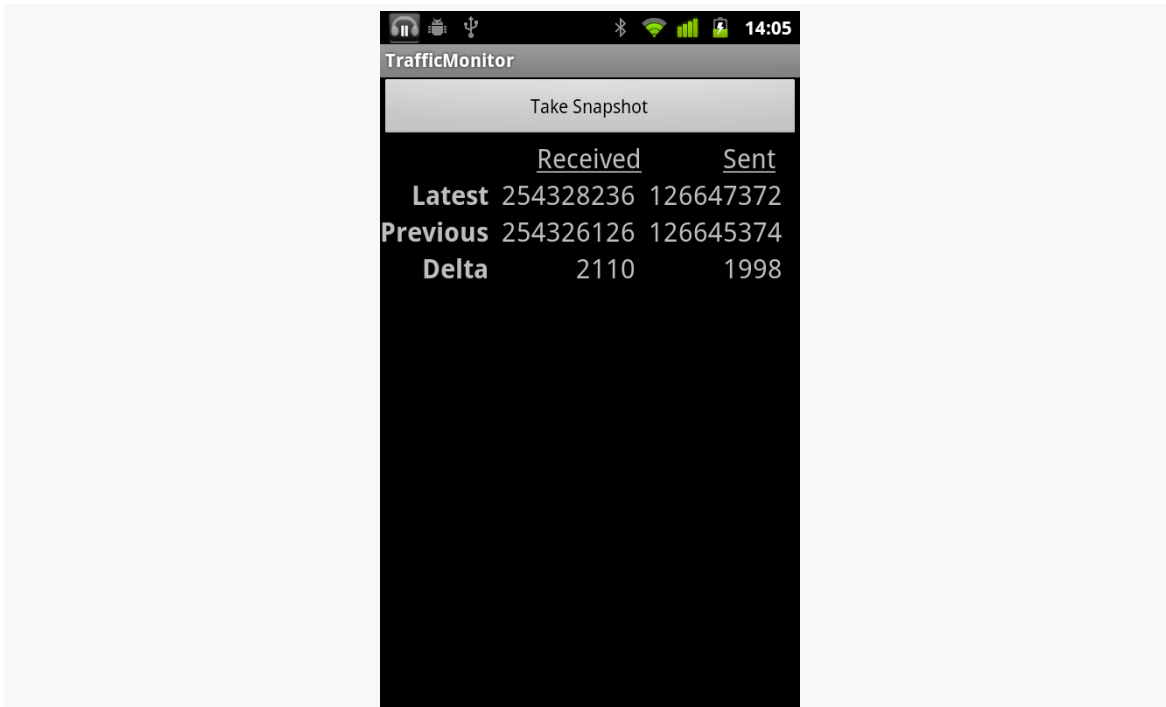 14:05
TrafficMonitor
Take Snapshot
Received Sent
Latest 254328236 126647372
Previous 254326126 126645374
Delta 2110 1998